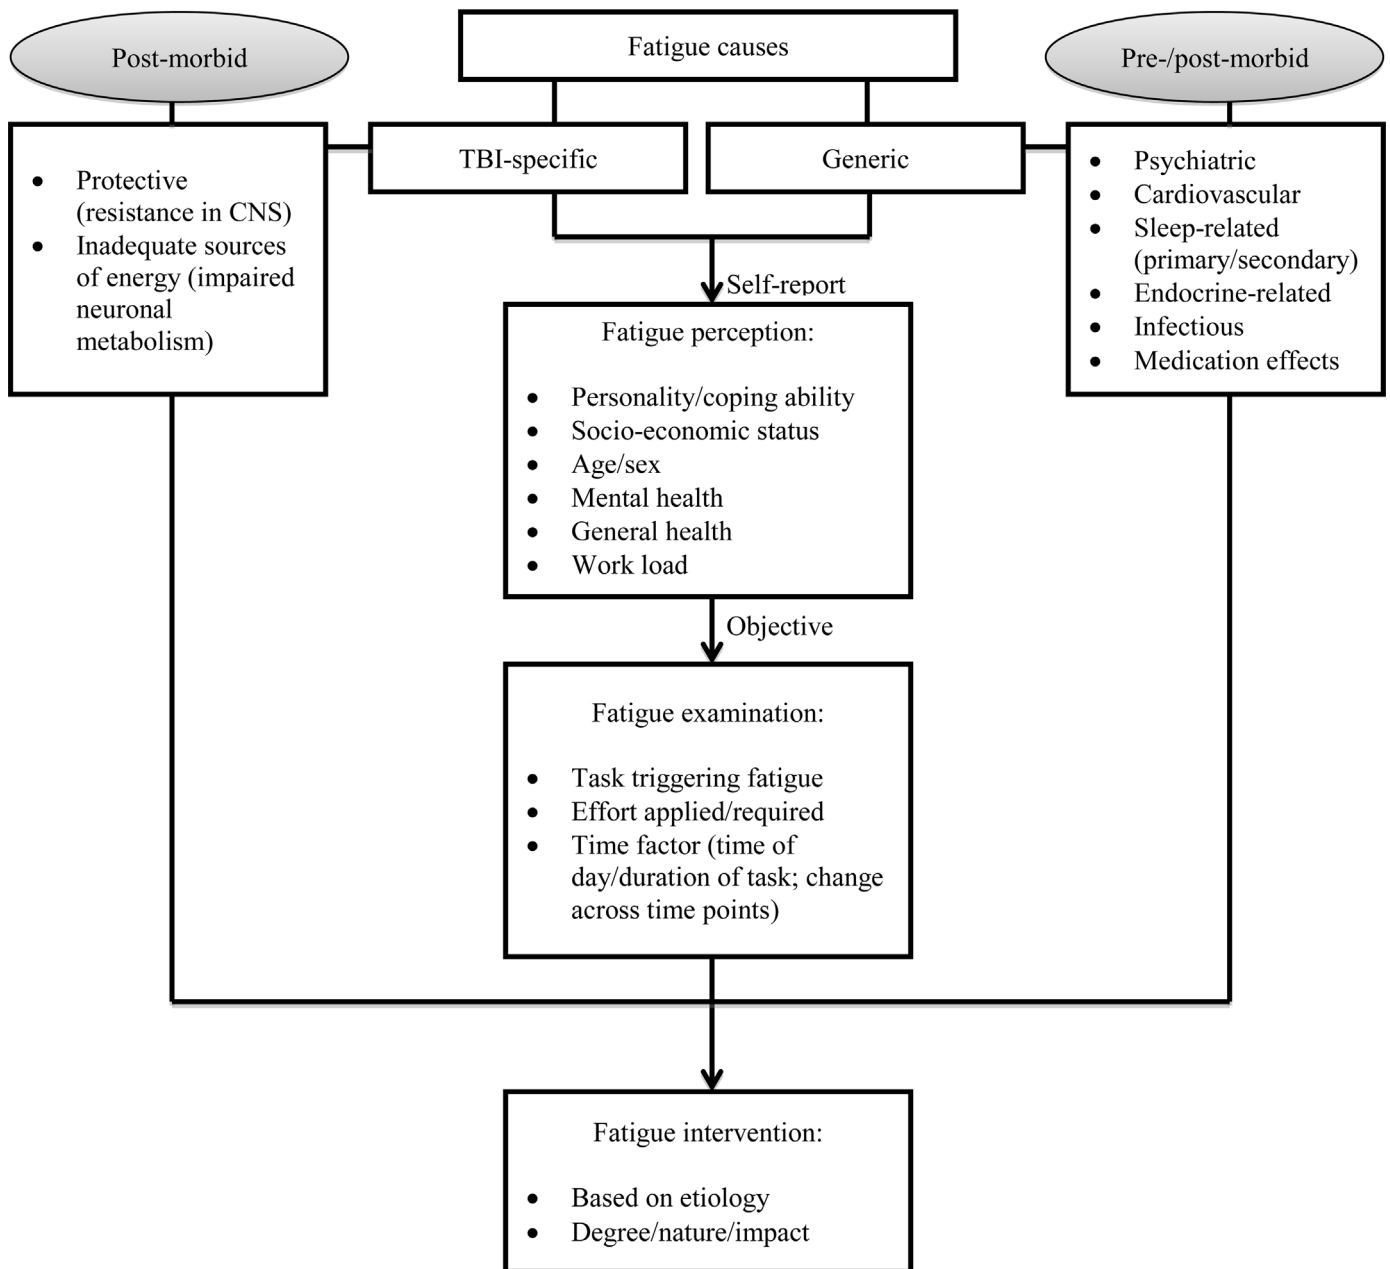 Post-morbid
Fatigue causes
Pre-/post-morbid
TBI-specific
Generic
• Protective
(resistance in CNS)
• Inadequate sources
of energy (impaired
neuronal
metabolism)
• Psychiatric
• Cardiovascular
• Sleep-related
(primary/secondary)
• Endocrine-related
• Infectious
• Medication effects
Self-report
Fatigue perception:
• Personality/coping ability
• Socio-economic status
• Age/sex
• Mental health
• General health
• Work load
Objective
Fatigue examination:
• Task triggering fatigue
• Effort applied/required
• Time factor (time of
day/duration of task; change
across time points)
Fatigue intervention:
• Based on etiology
• Degree/nature/impact